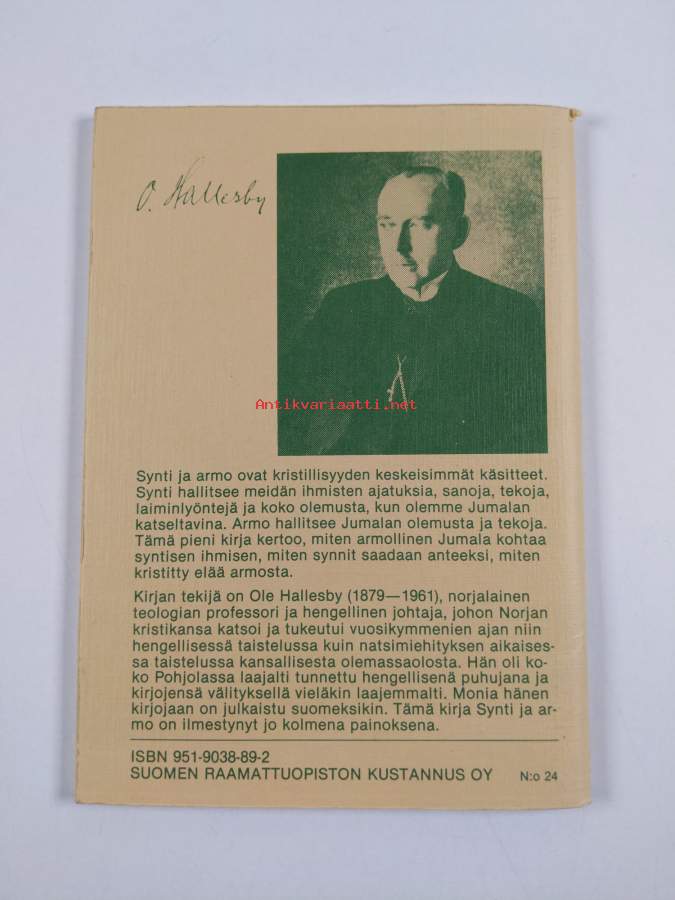 O. Hallesby
Antikvariaatti.net
Synti ja armo ovat kristillisyyden keskeisimmät käsitteet.
Synti hallitsee meidän ihmisten ajatuksia, sanoja, tekoja,
laiminlyöntejä ja koko olemusta, kun olemme Jumalan
katseltavina. Armo hallitsee Jumalan olemusta ja tekoja.
Tämä pieni kirja kertoo, miten armollinen Jumala kohtaa
syntisen ihmisen, miten synnit saadaan anteeksi, miten
kristitty elää armosta.
Kirjan tekijä on Ole Hallesby (1879—1961), norjalainen
teologian professori ja hengellinen johtaja, johon Norjan
kristikansa katsoi ja tukeutui vuosikymmenien ajan niin
hengellisessä taistelussa kuin natsimiehityksen aikaises-
sa taistelussa kansallisesta olemassaolosta. Hän oli ko-
ko Pohjolassa laajalti tunnettu hengellisenä puhujana ja
kirjojensä välityksellä vieläkin laajemmalti. Monia hänen
kirjojaan on julkaistu suomeksikin. Tämä kirja Synti ja ar-
mo on ilmestynyt jo kolmena painoksena.
ISBN 951-9038-89-2
SUOMEN RAAMATTUOPISTON KUSTANNUS OY N:o 24